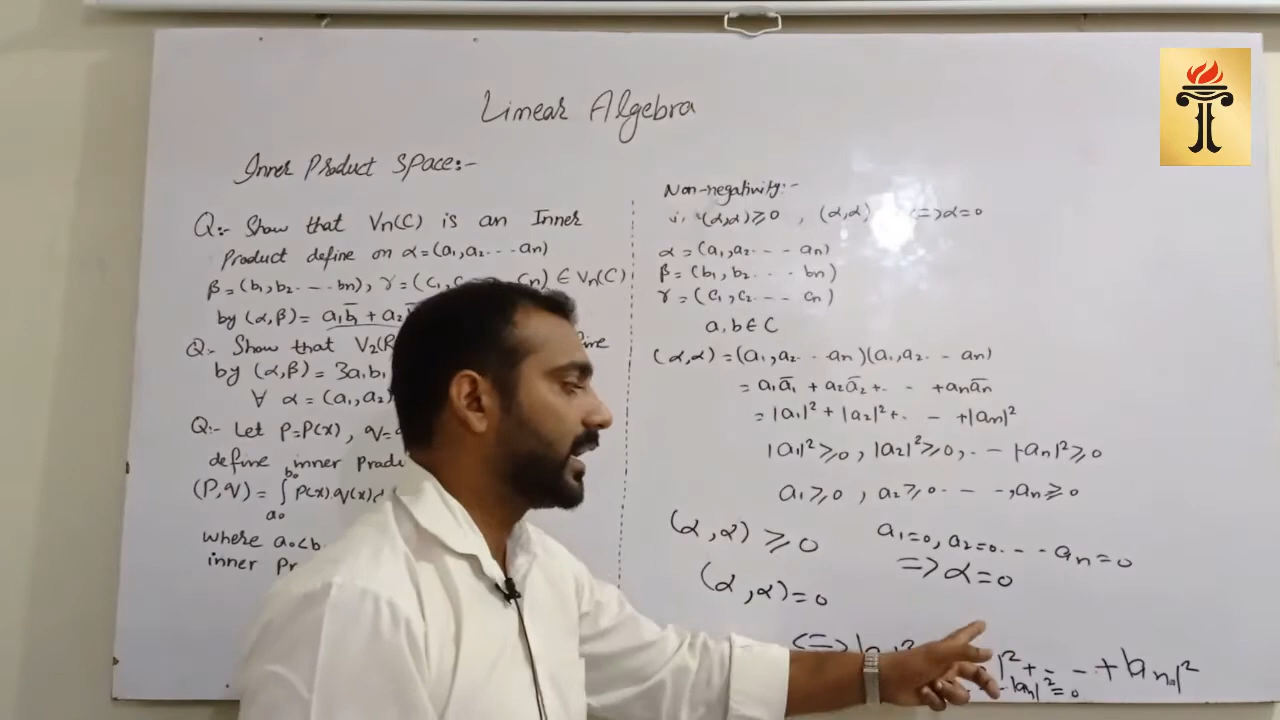 Linear Algebra
Inner Product Space:-
Q:- Show that Vn(C) is an Inner
Product define on α=(a1,a2...an)
β=(b1,b2.....bn), γ=(c1,c cn) ∈ Vn(C)
by (α,β)= a1b̄1 + a2
Q:- Show that V2(R
by (α,β)= 3a1b1
∀ α=(a1,a2)
Q:- Let P=P(x), q=
define inner Produ
(P,q)= ∫ P(x)q(x)d
b0
a0
where a0<b
inner Pr
Non-negativity:-
i, (α,α)≥0 , (α,α) <=>α=0
α=(a1,a2....an)
β=(b1,b2....bn)
γ=(c1,c2....cn)
a,b∈C
(α,α)=(a1,a2..an)(a1,a2..an)
=a1ā1+a2ā2+.. +anān
=|a1|²+|a2|²+. - +|an|²
|a1|²≥0,|a2|²≥0,.-|an|²≥0
a1≥0, a2≥0. - -,an≥0
(α,α)≥0
a1=0,a2=0.--an=0
=>α=0
(α,α)=0
<=> |² + - - + |an|²
- |an|²=0